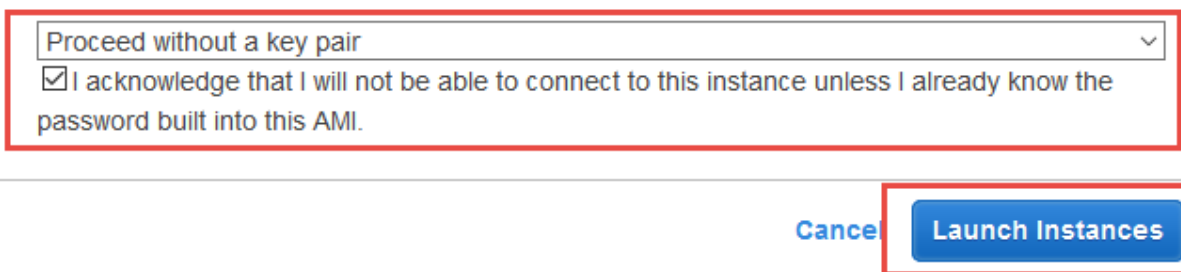 Proceed without a key pair
I acknowledge that I will not be able to connect to this instance unless I already know the
password built into this AMI.
Cancel
Launch Instances